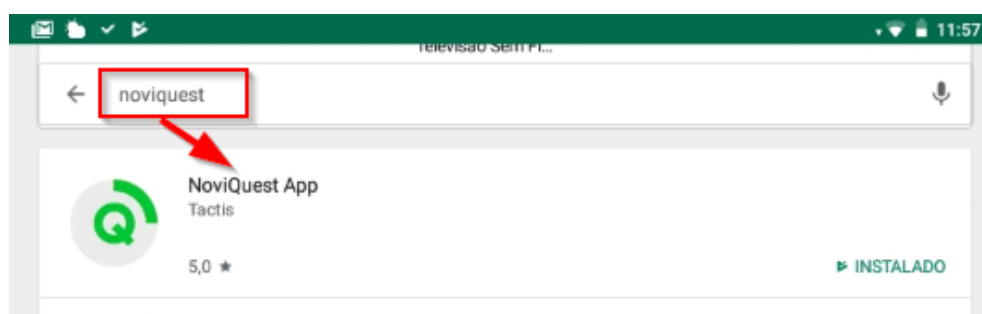 11:57
Televisão Sem Fi...
noviquest
NoviQuest App
Tactis
5,0 ★
INSTALADO